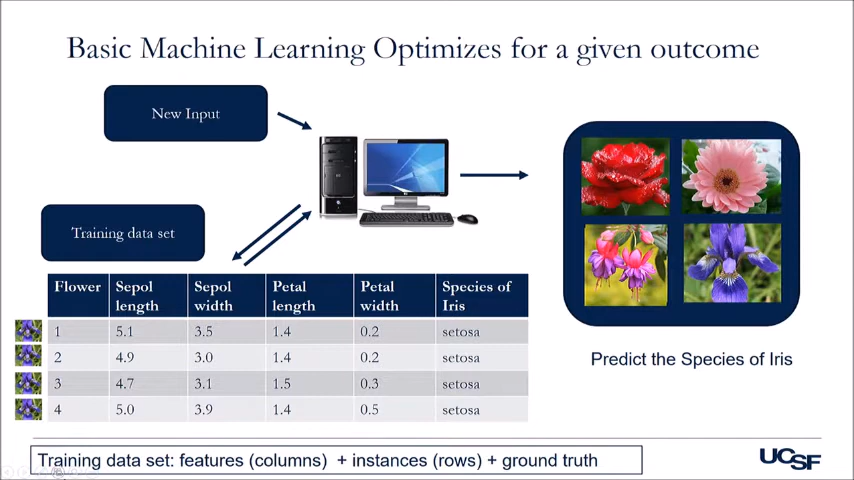 Basic Machine Learning Optimizes for a given outcome
New Input
Training data set
Flower Sepol length Sepol width Petal length Petal width Species of Iris
1 5.1 3.5 1.4 0.2 setosa
2 4.9 3.0 1.4 0.2 setosa
3 4.7 3.1 1.5 0.3 setosa
4 5.0 3.9 1.4 0.5 setosa
Predict the Species of Iris
Training data set: features (columns) + instances (rows) + ground truth
UCSF